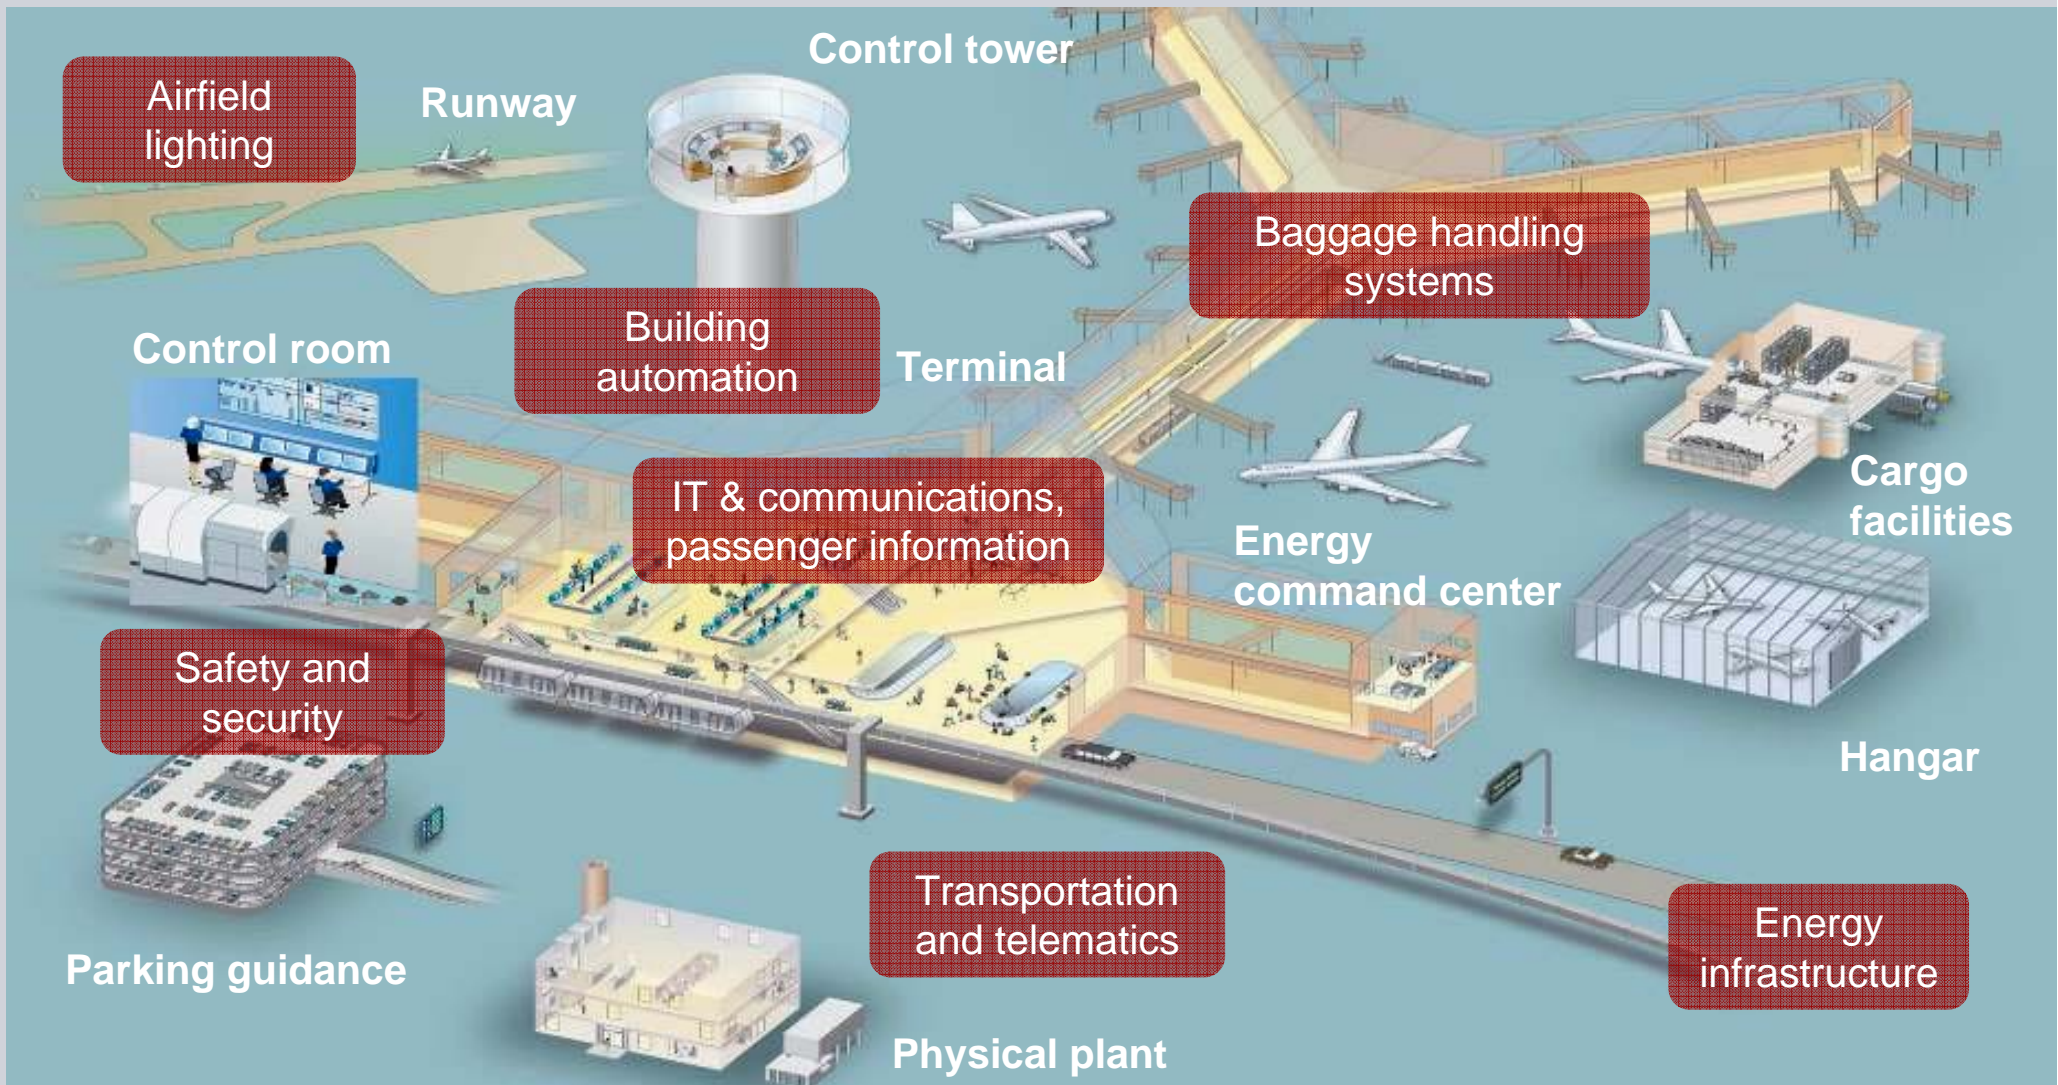 Control tower
Airfield
lighting
Runway
Baggage handling
systems
Building
automation
Control room
Terminal
IT & communications,
passenger information
Cargo
facilities
Energy
command center
Safety and
security
Hangar
Transportation
and telematics
Energy
infrastructure
Parking guidance
Physical plant